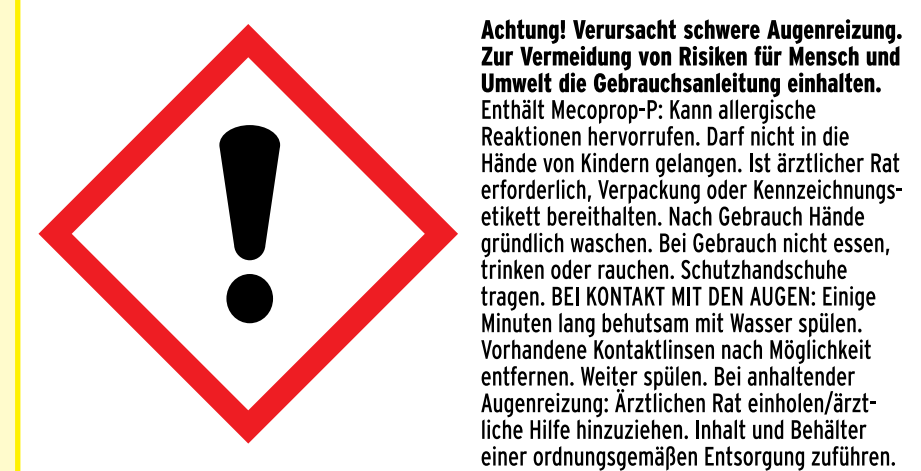 Achtung! Verursacht schwere Augenreizung.
Zur Vermeidung von Risiken für Mensch und
Umwelt die Gebrauchsanleitung einhalten.
Enthält Mecoprop-P: Kann allergische
Reaktionen hervorrufen. Darf nicht in die
Hände von Kindern gelangen. Ist ärztlicher Rat
erforderlich, Verpackung oder Kennzeichnungs-
etikett bereithalten. Nach Gebrauch Hände
gründlich waschen. Bei Gebrauch nicht essen,
trinken oder rauchen. Schutzhandschuhe
tragen. BEI KONTAKT MIT DEN AUGEN: Einige
Minuten lang behutsam mit Wasser spülen.
Vorhandene Kontaktlinsen nach Möglichkeit
entfernen. Weiter spülen. Bei anhaltender
Augenreizung: Ärztlichen Rat einholen/ärzt-
liche Hilfe hinzuziehen. Inhalt und Behälter
einer ordnungsgemäßen Entsorgung zuführen.